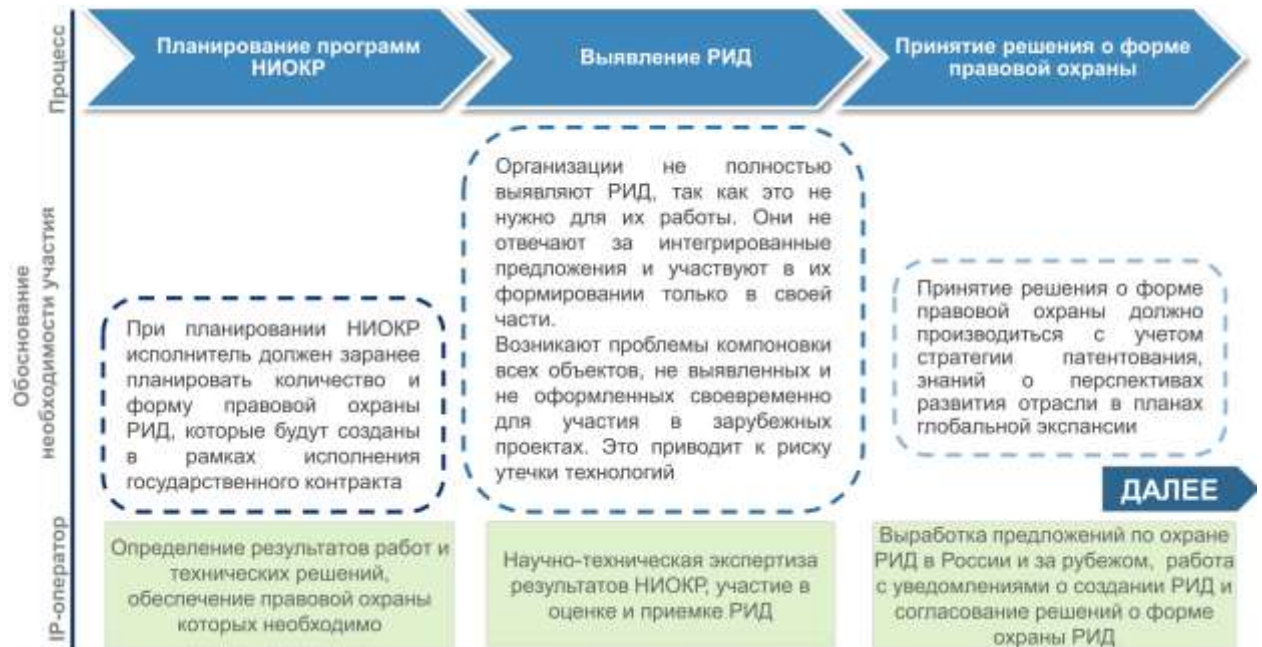 Процесс
Планирование программ
НИОКР
Выявление РИД
Принятие решения о форме
правовой охраны
Обоснование
необходимости участия
При планировании НИОКР
исполнитель должен заранее
планировать количество и
форму правовой охраны
РИД, которые будут созданы
в рамках исполнения
государственного контракта
Организации не полностью
выявляют РИД, так как это не
нужно для их работы. Они не
отвечают за интегрированные
предложения и участвуют в их
формировании только в своей
части.
Возникают проблемы компоновки
всех объектов, не выявленных и
не оформленных своевременно
для участия в зарубежных
проектах. Это приводит к риску
утечки технологий
Принятие решения о форме
правовой охраны должно
производиться с учетом
стратегии патентования,
знаний о перспективах
развития отрасли в планах
глобальной экспансии
ДАЛЕЕ
IP-оператор
Определение результатов работ и
технических решений,
обеспечение правовой охраны
которых необходимо
Научно-техническая экспертиза
результатов НИОКР, участие в
оценке и приемке РИД
Выработка предложений по охране
РИД в России и за рубежом, работа
с уведомлениями о создании РИД и
согласование решений о форме
охраны РИД